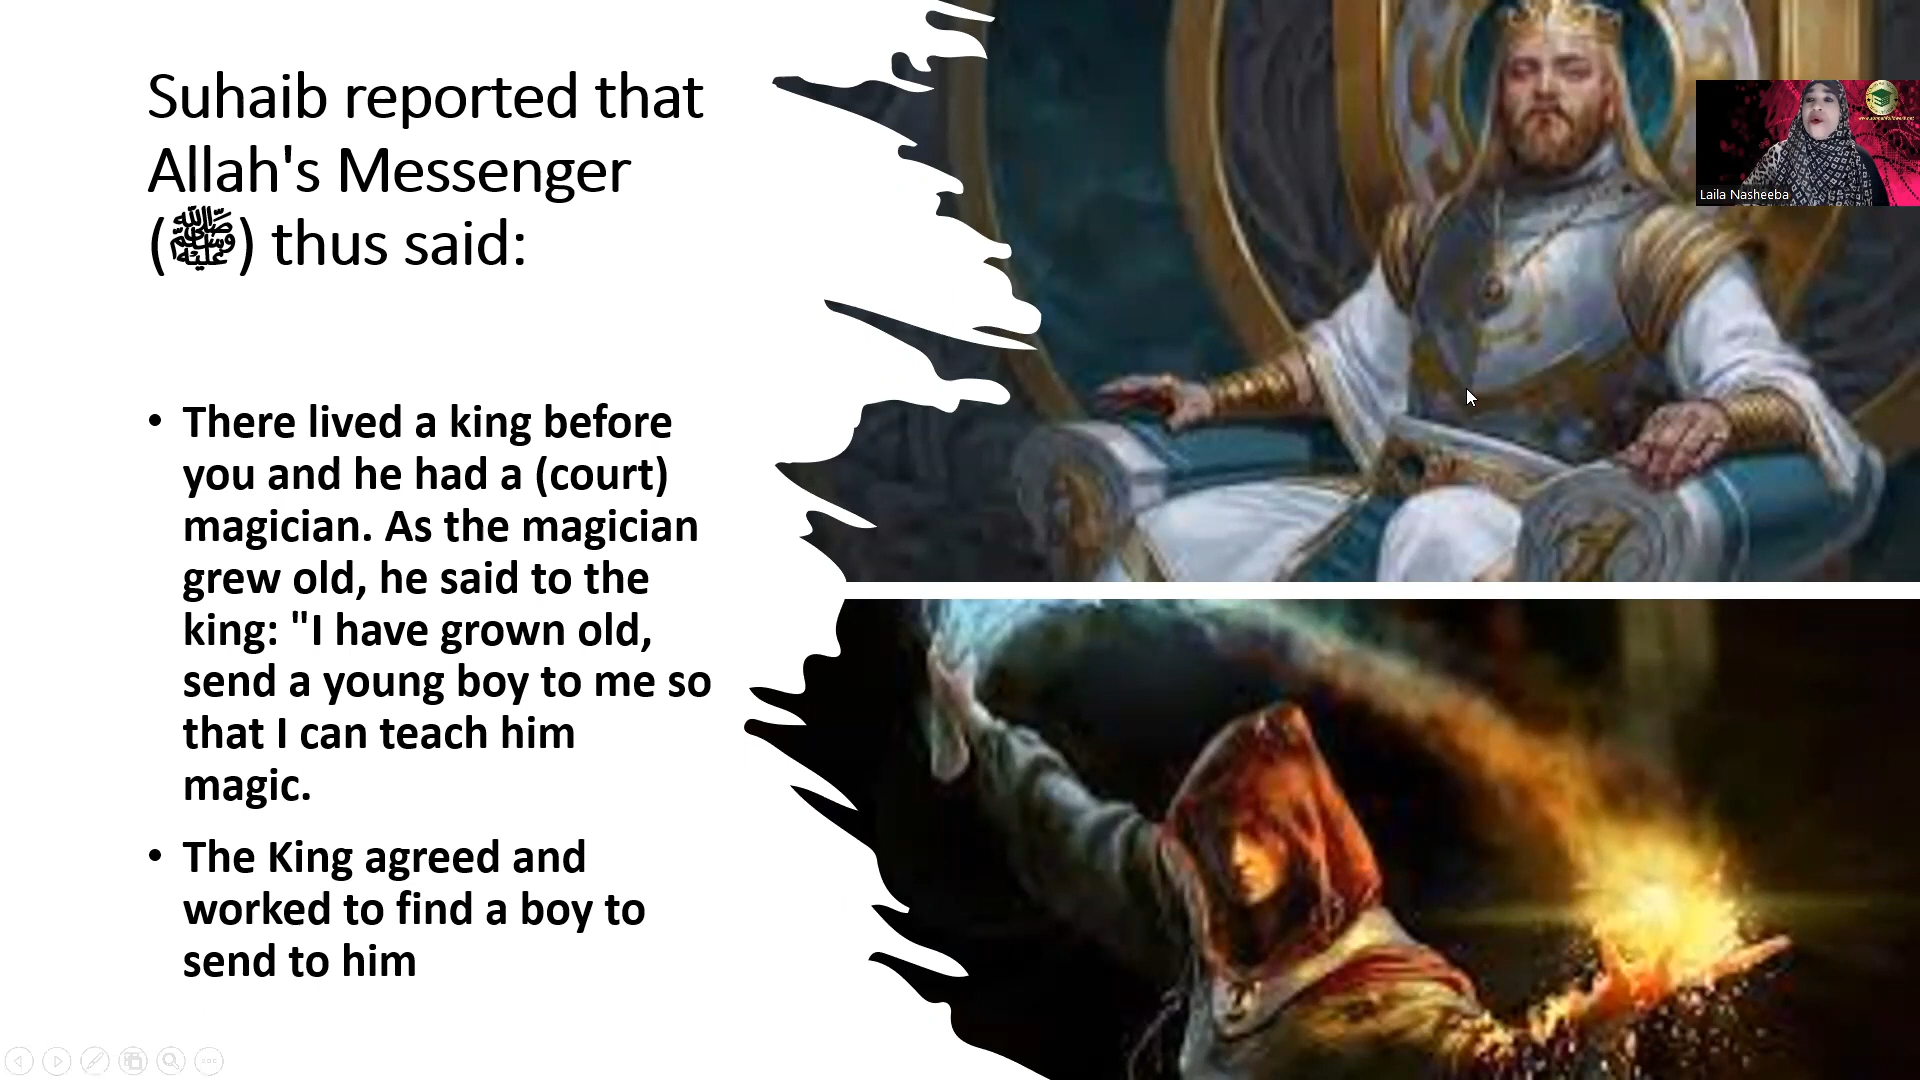 Suhaib reported that
Allah's Messenger
(ﷺ) thus said:
• There lived a king before
you and he had a (court)
magician. As the magician
grew old, he said to the
king: "I have grown old,
send a young boy to me so
that I can teach him
magic.
• The King agreed and
worked to find a boy to
send to him
Laila Nasheeba